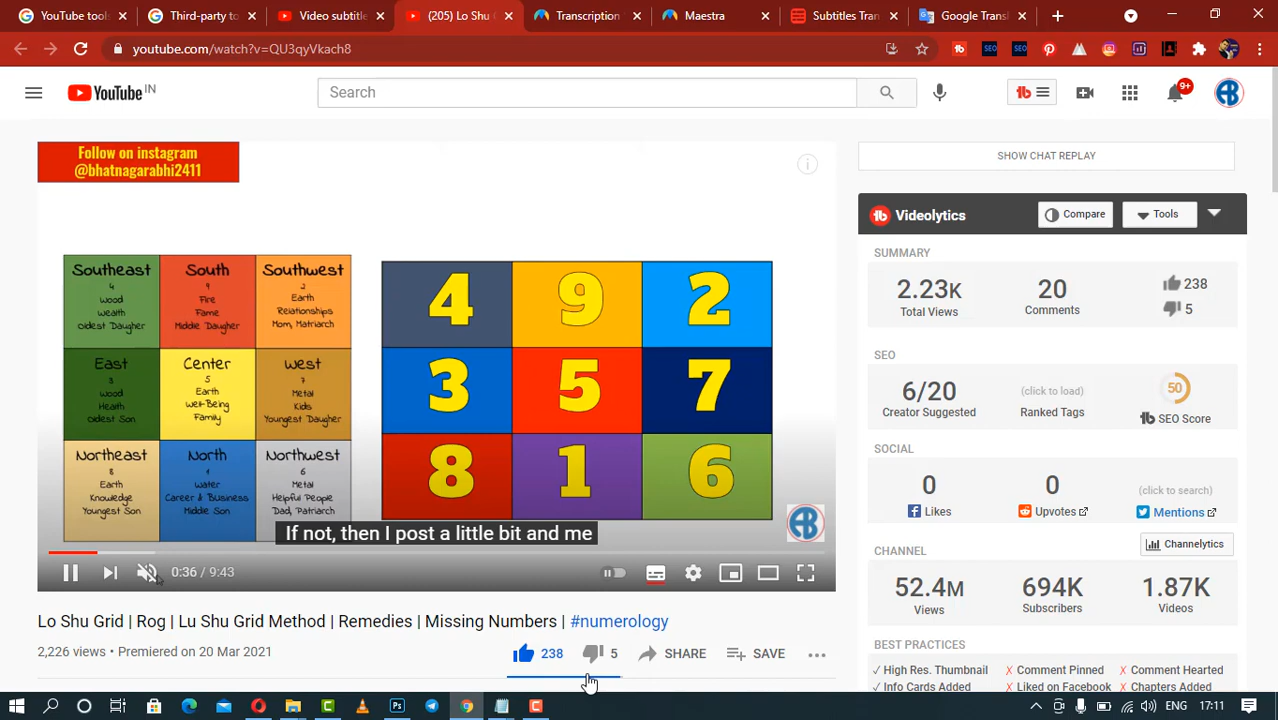 YouTube tools
Third-party to
Video subtitle
(205) Lo Shu G
Transcription
Maestra
Subtitles Tran
Google Transl
youtube.com/watch?v=QU3qyVkach8
YouTube IN
Search
9+
Follow on instagram
@bhatnagarabhi2411
SHOW CHAT REPLAY
Videolytics
Compare
Tools
SUMMARY
2.23K
Total Views
20
Comments
238
5
SEO
6/20
Creator Suggested
(click to load)
Ranked Tags
50
SEO Score
SOCIAL
0
Likes
0
Upvotes
(click to search)
Mentions
CHANNEL
Channelytics
52.4M
Views
694K
Subscribers
1.87K
Videos
BEST PRACTICES
✓ High Res. Thumbnail
✗ Comment Pinned
✗ Comment Hearted
✓ Info Cards Added
✗ Liked on Facebook
✗ Chapters Added
Southeast
4
Wood
Wealth
Oldest Daughter
South
9
Fire
Fame
Middle Daughter
Southwest
2
Earth
Relationships
Mom, Matriarch
East
3
Wood
Health
Oldest Son
Center
5
Earth
Well-Being
Family
West
7
Metal
Kids
Youngest Daughter
Northeast
8
Earth
Knowledge
Youngest Son
North
1
Water
Career & Business
Middle Son
Northwest
6
Metal
Helpful People
Dad, Patriarch
4 9 2
3 5 7
8 1 6
If not, then I post a little bit and me
0:36 / 9:43
Lo Shu Grid | Rog | Lu Shu Grid Method | Remedies | Missing Numbers | #numerology
2,226 views • Premiered on 20 Mar 2021
238
5
SHARE
SAVE
ENG
17:11